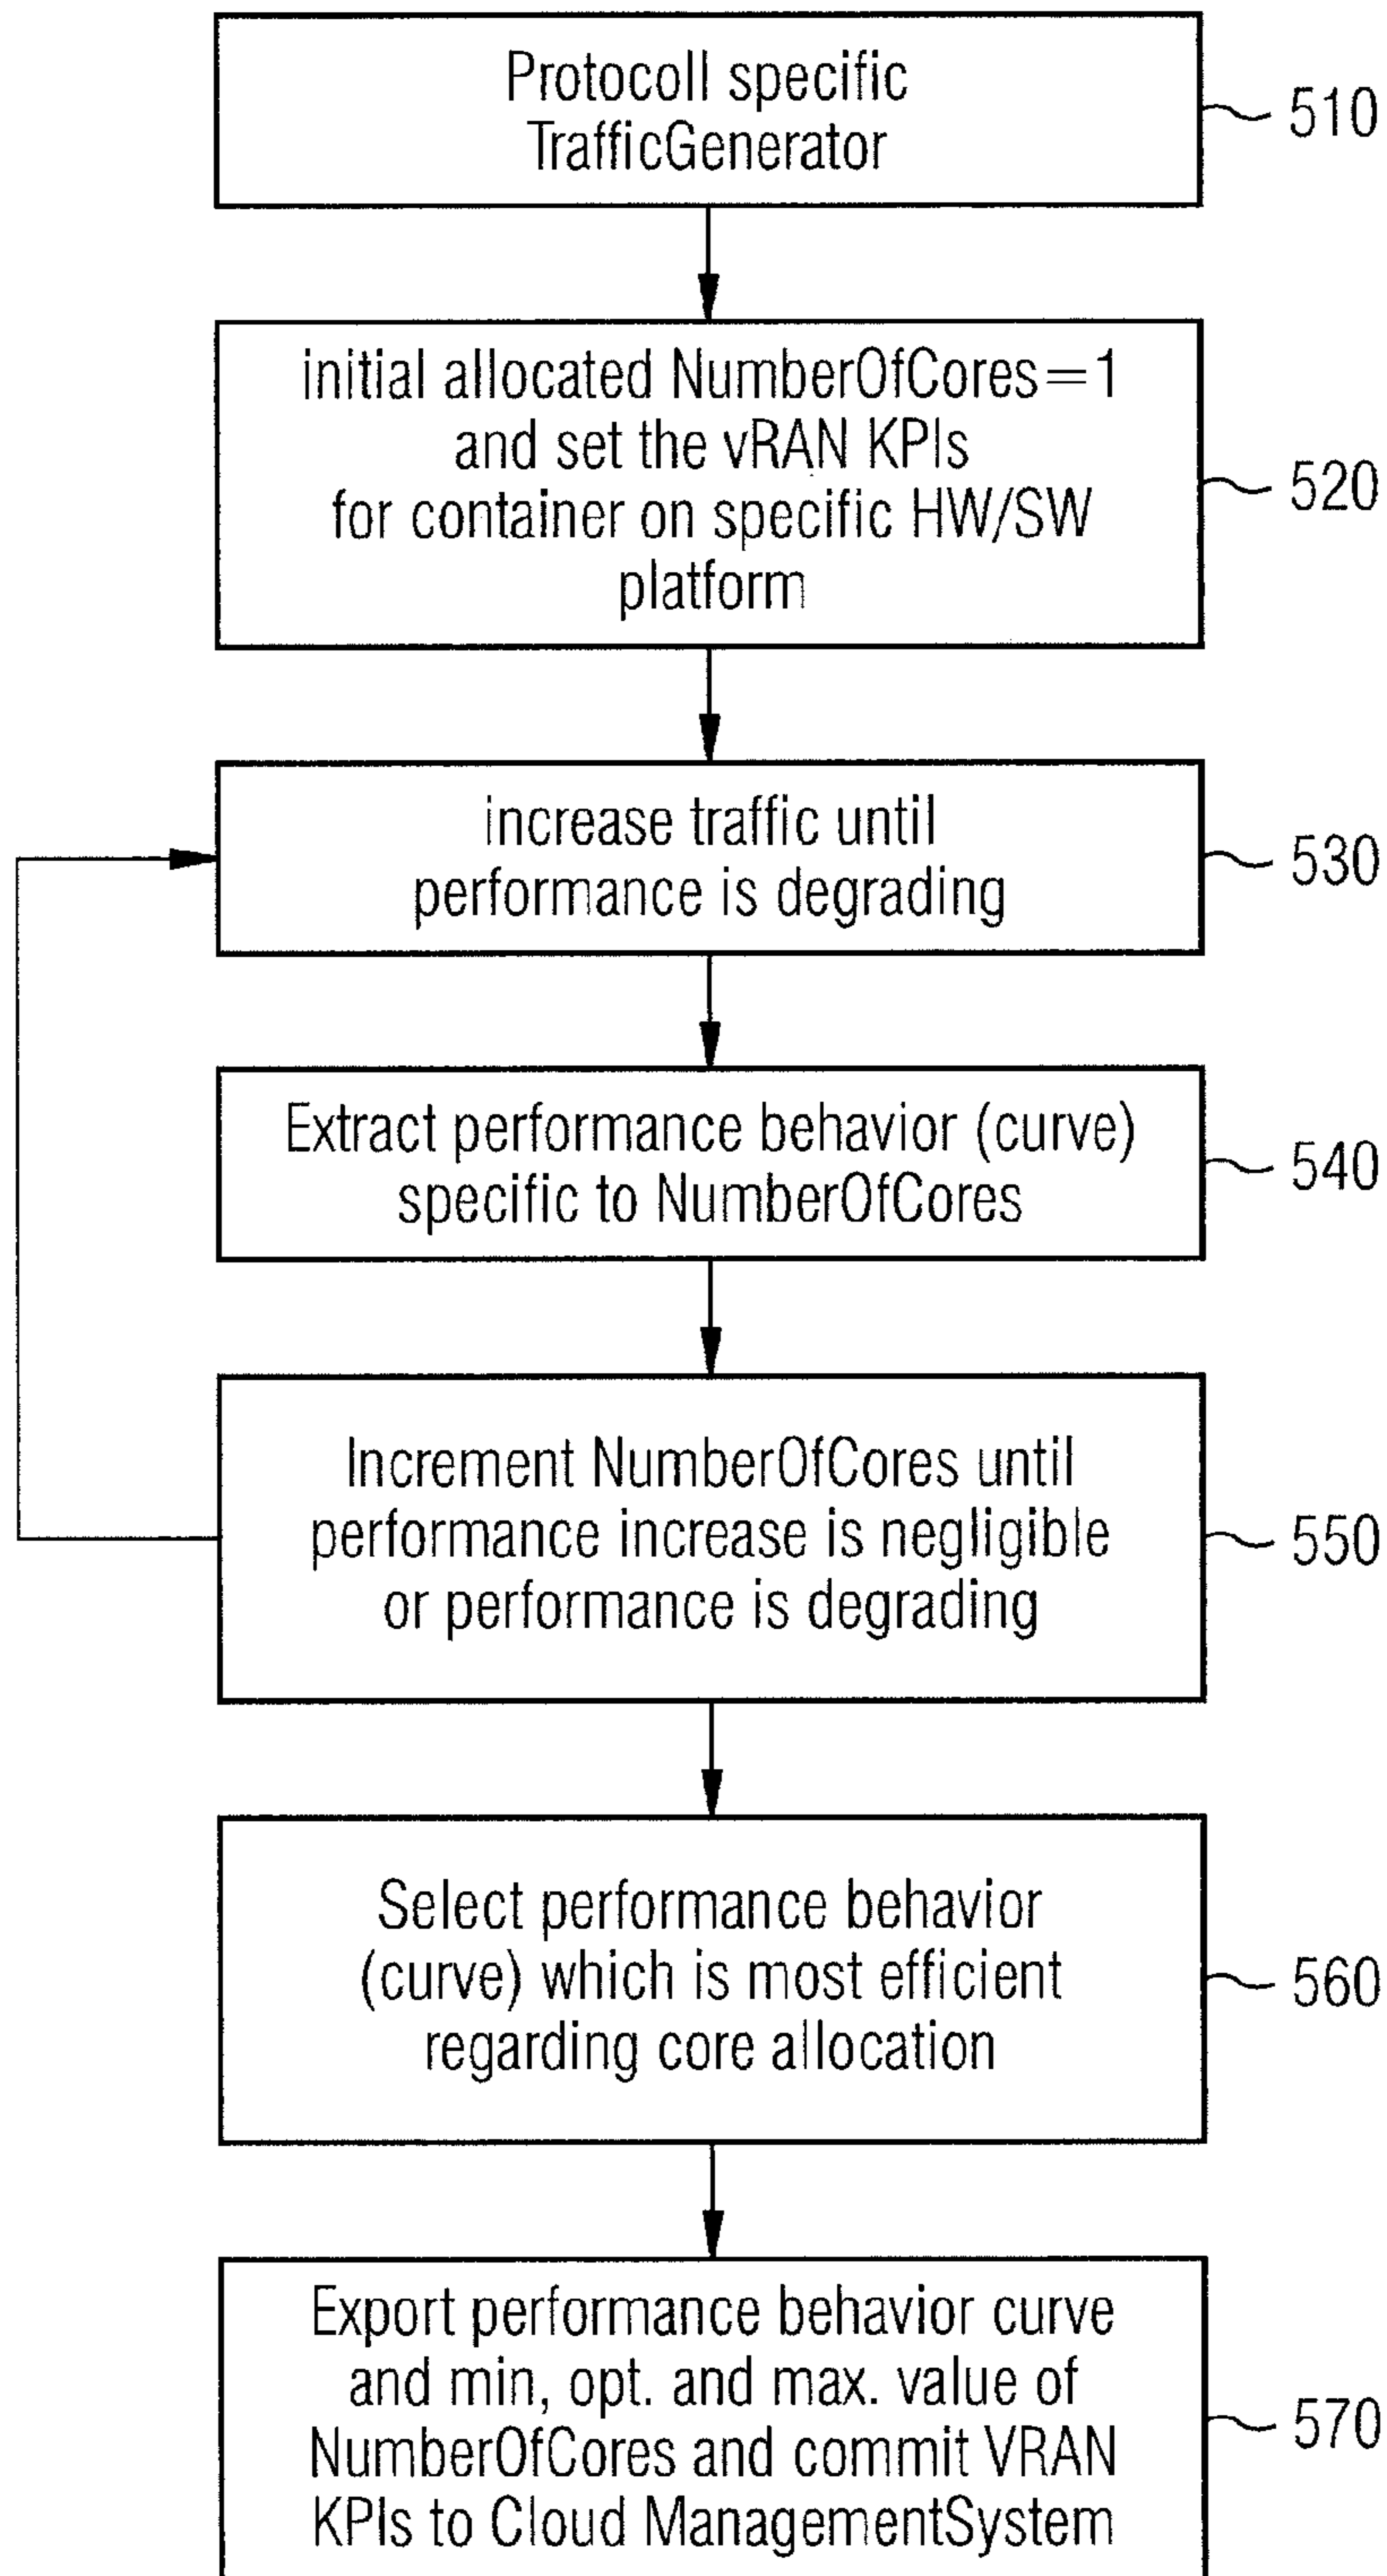 Protocoll specific
TrafficGenerator
510
initial allocated NumberOfCores=1
and set the vRAN KPIs
for container on specific HW/SW
platform
520
increase traffic until
performance is degrading
530
Extract performance behavior (curve)
specific to NumberOfCores
540
Increment NumberOfCores until
performance increase is negligible
or performance is degrading
550
Select performance behavior
(curve) which is most efficient
regarding core allocation
560
Export performance behavior curve
and min, opt. and max. value of
NumberOfCores and commit VRAN
KPIs to Cloud ManagementSystem
570